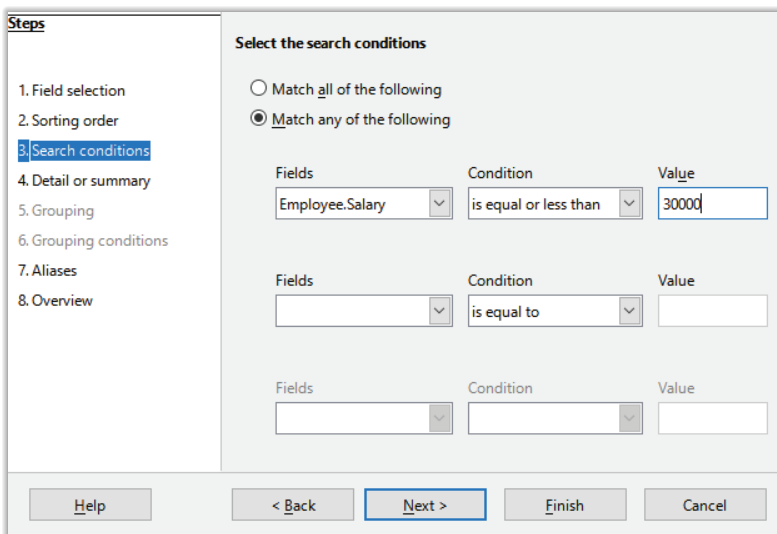 Steps
1. Field selection
2. Sorting order
3. Search conditions
4. Detail or summary
5. Grouping
6. Grouping conditions
7. Aliases
8. Overview
Select the search conditions
Match all of the following
Match any of the following
Fields Condition Value
Employee.Salary is equal or less than 30000
Fields Condition Value
is equal to
Fields Condition Value
Help < Back Next > Finish Cancel